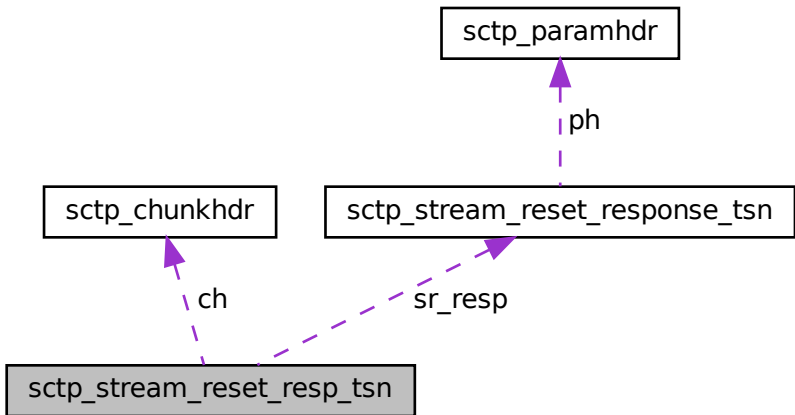 sctp_paramhdr
ph
sctp_chunkhdr
sctp_stream_reset_response_tsn
ch
sr_resp
sctp_stream_reset_resp_tsn